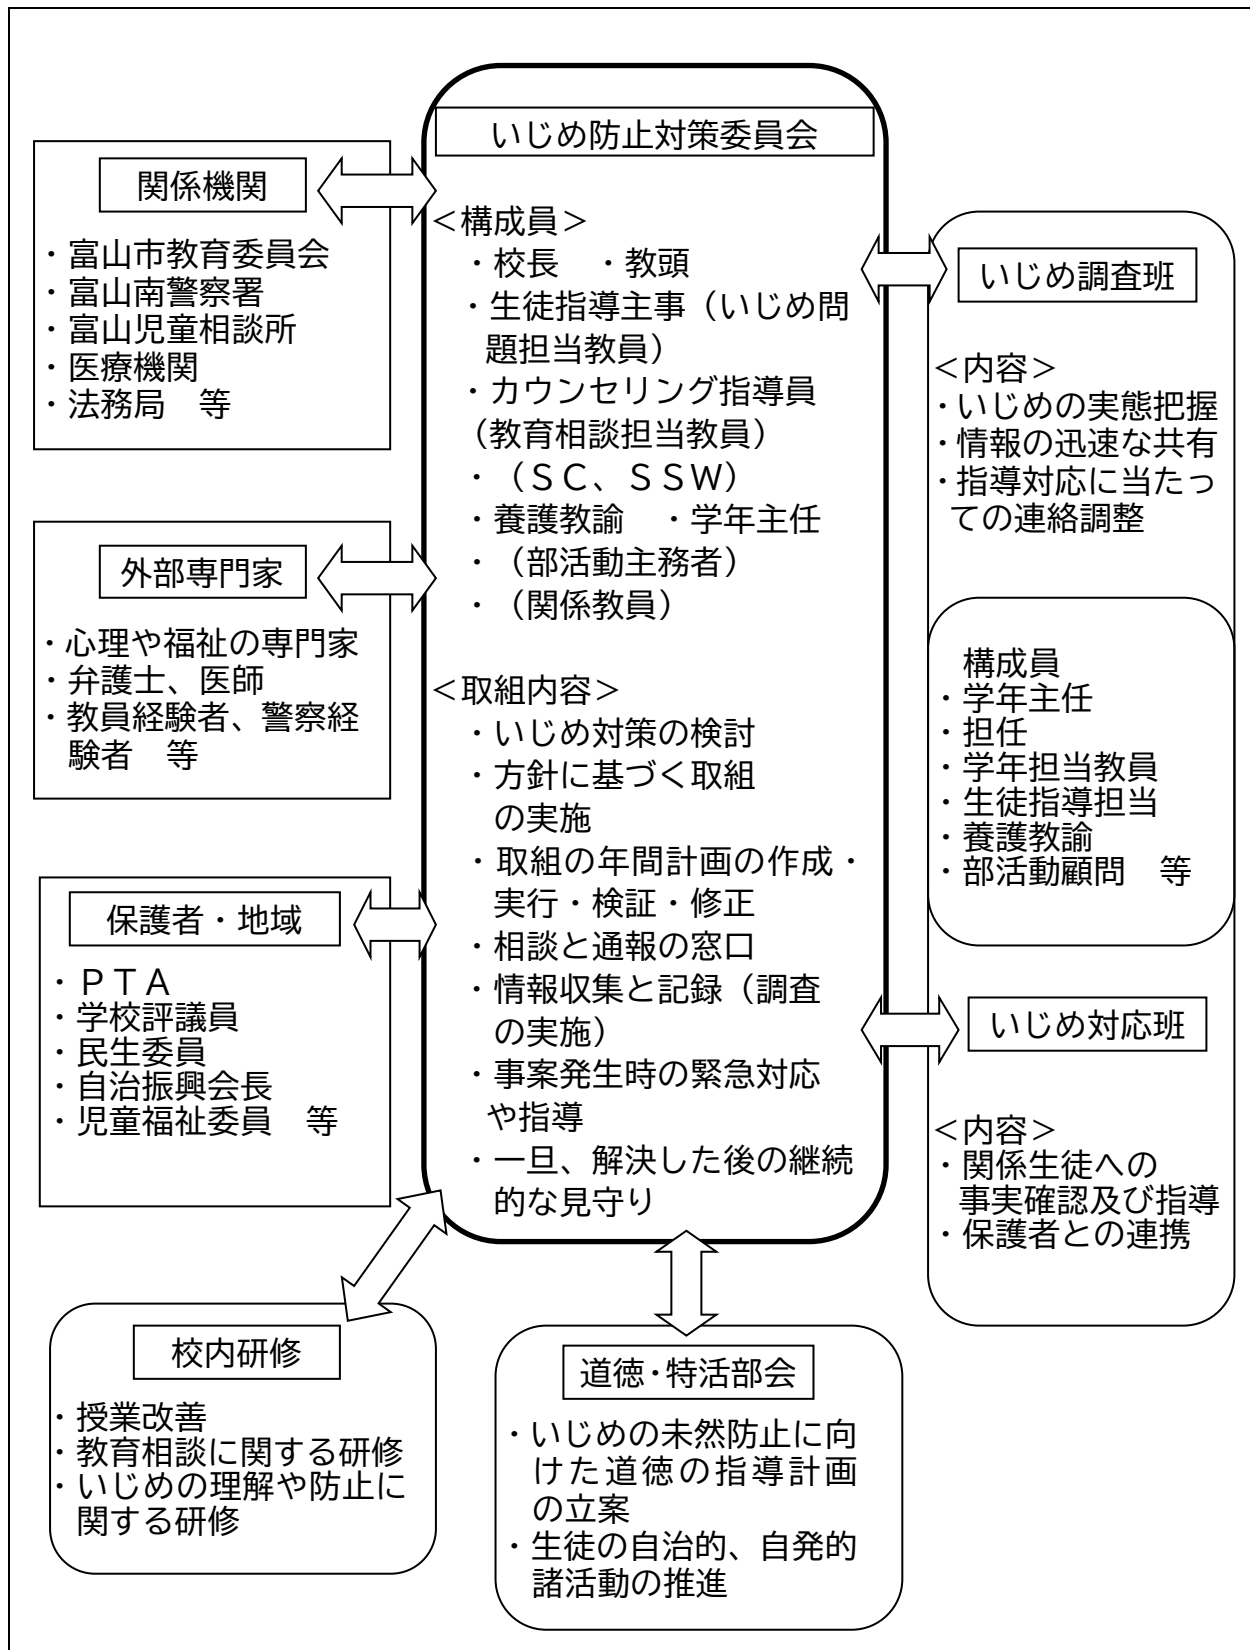 いじめ防止対策委員会
＜構成員＞
・校長　・教頭
・生徒指導主事（いじめ問
題担当教員）
・カウンセリング指導員
（教育相談担当教員）
・（ＳＣ、ＳＳＷ）
・養護教諭　・学年主任
・（部活動主務者）
・（関係教員）
＜取組内容＞
・いじめ対策の検討
・方針に基づく取組
の実施
・取組の年間計画の作成・
実行・検証・修正
・相談と通報の窓口
・情報収集と記録（調査
の実施）
・事案発生時の緊急対応
や指導
・一旦、解決した後の継続
的な見守り
関係機関
・富山市教育委員会
・富山南警察署
・富山児童相談所
・医療機関
・法務局　等
外部専門家
・心理や福祉の専門家
・弁護士、医師
・教員経験者、警察経
験者　等
保護者・地域
・ＰＴＡ
・学校評議員
・民生委員
・自治振興会長
・児童福祉委員　等
いじめ調査班
＜内容＞
・いじめの実態把握
・情報の迅速な共有
・指導対応に当たっ
ての連絡調整
構成員
・学年主任
・担任
・学年担当教員
・生徒指導担当
・養護教諭
・部活動顧問　等
いじめ対応班
＜内容＞
・関係生徒への
事実確認及び指導
・保護者との連携
校内研修
・授業改善
・教育相談に関する研修
・いじめの理解や防止に
関する研修
道徳・特活部会
・いじめの未然防止に向
けた道徳の指導計画
の立案
・生徒の自治的、自発的
諸活動の推進